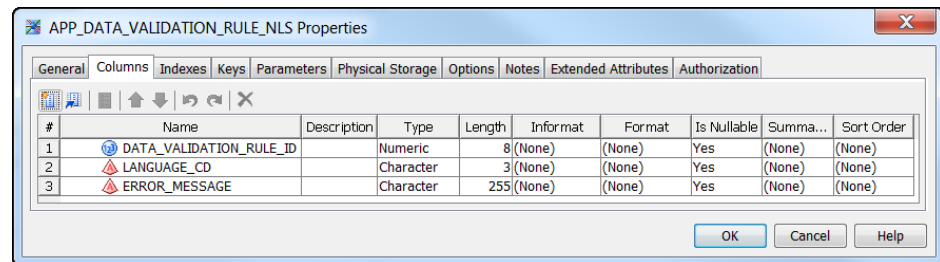 APP_DATA_VALIDATION_RULE_NLS Properties
General Columns Indexes Keys Parameters Physical Storage Options Notes Extended Attributes Authorization
# Name Description Type Length Informat Format Is Nullable Summa... Sort Order
1 DATA_VALIDATION_RULE_ID Numeric 8 (None) (None) Yes (None) (None)
2 LANGUAGE_CD Character 3 (None) (None) Yes (None) (None)
3 ERROR_MESSAGE Character 255 (None) (None) Yes (None) (None)
OK Cancel Help